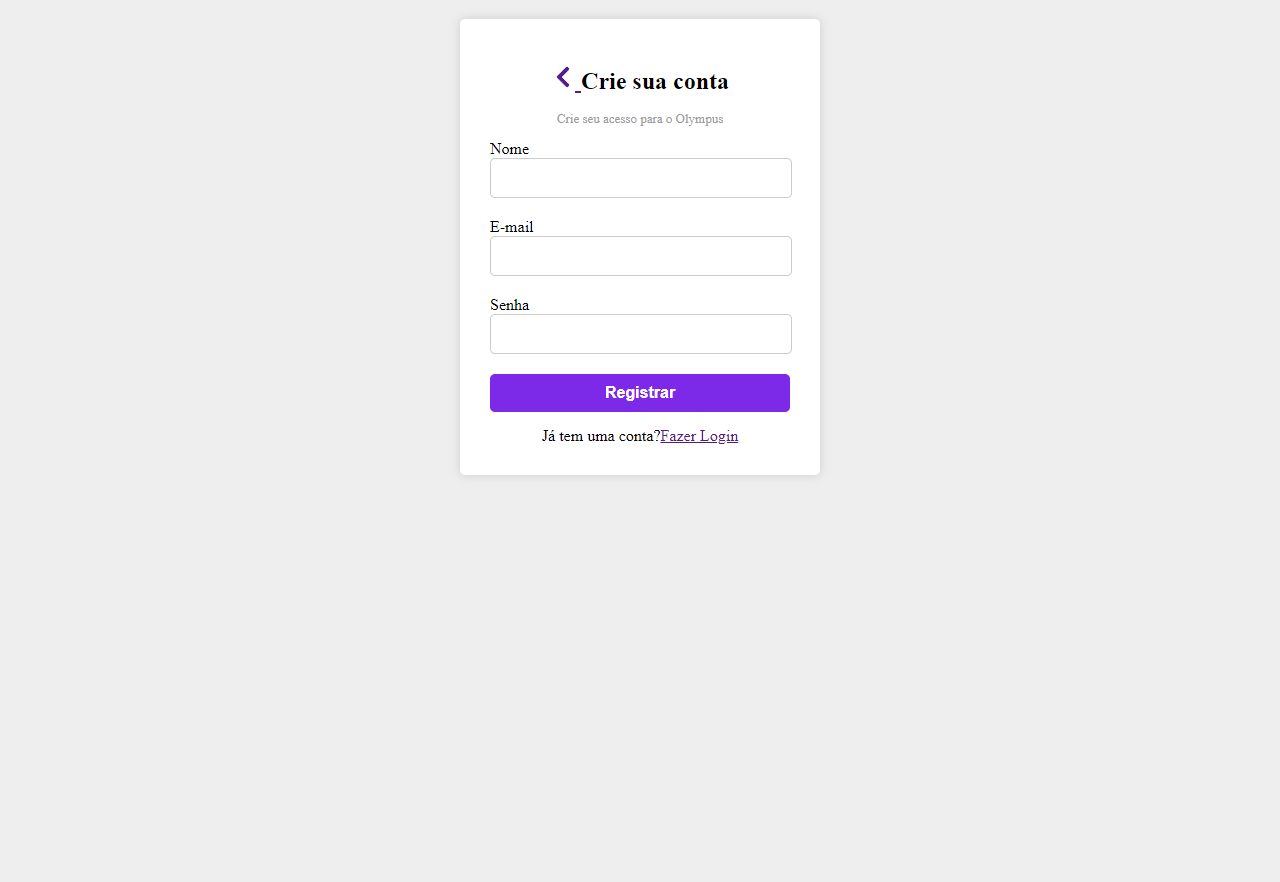 Crie sua conta
Crie seu acesso para o Olympus
Nome
E-mail
Senha
Registrar
Já tem uma conta?Fazer Login